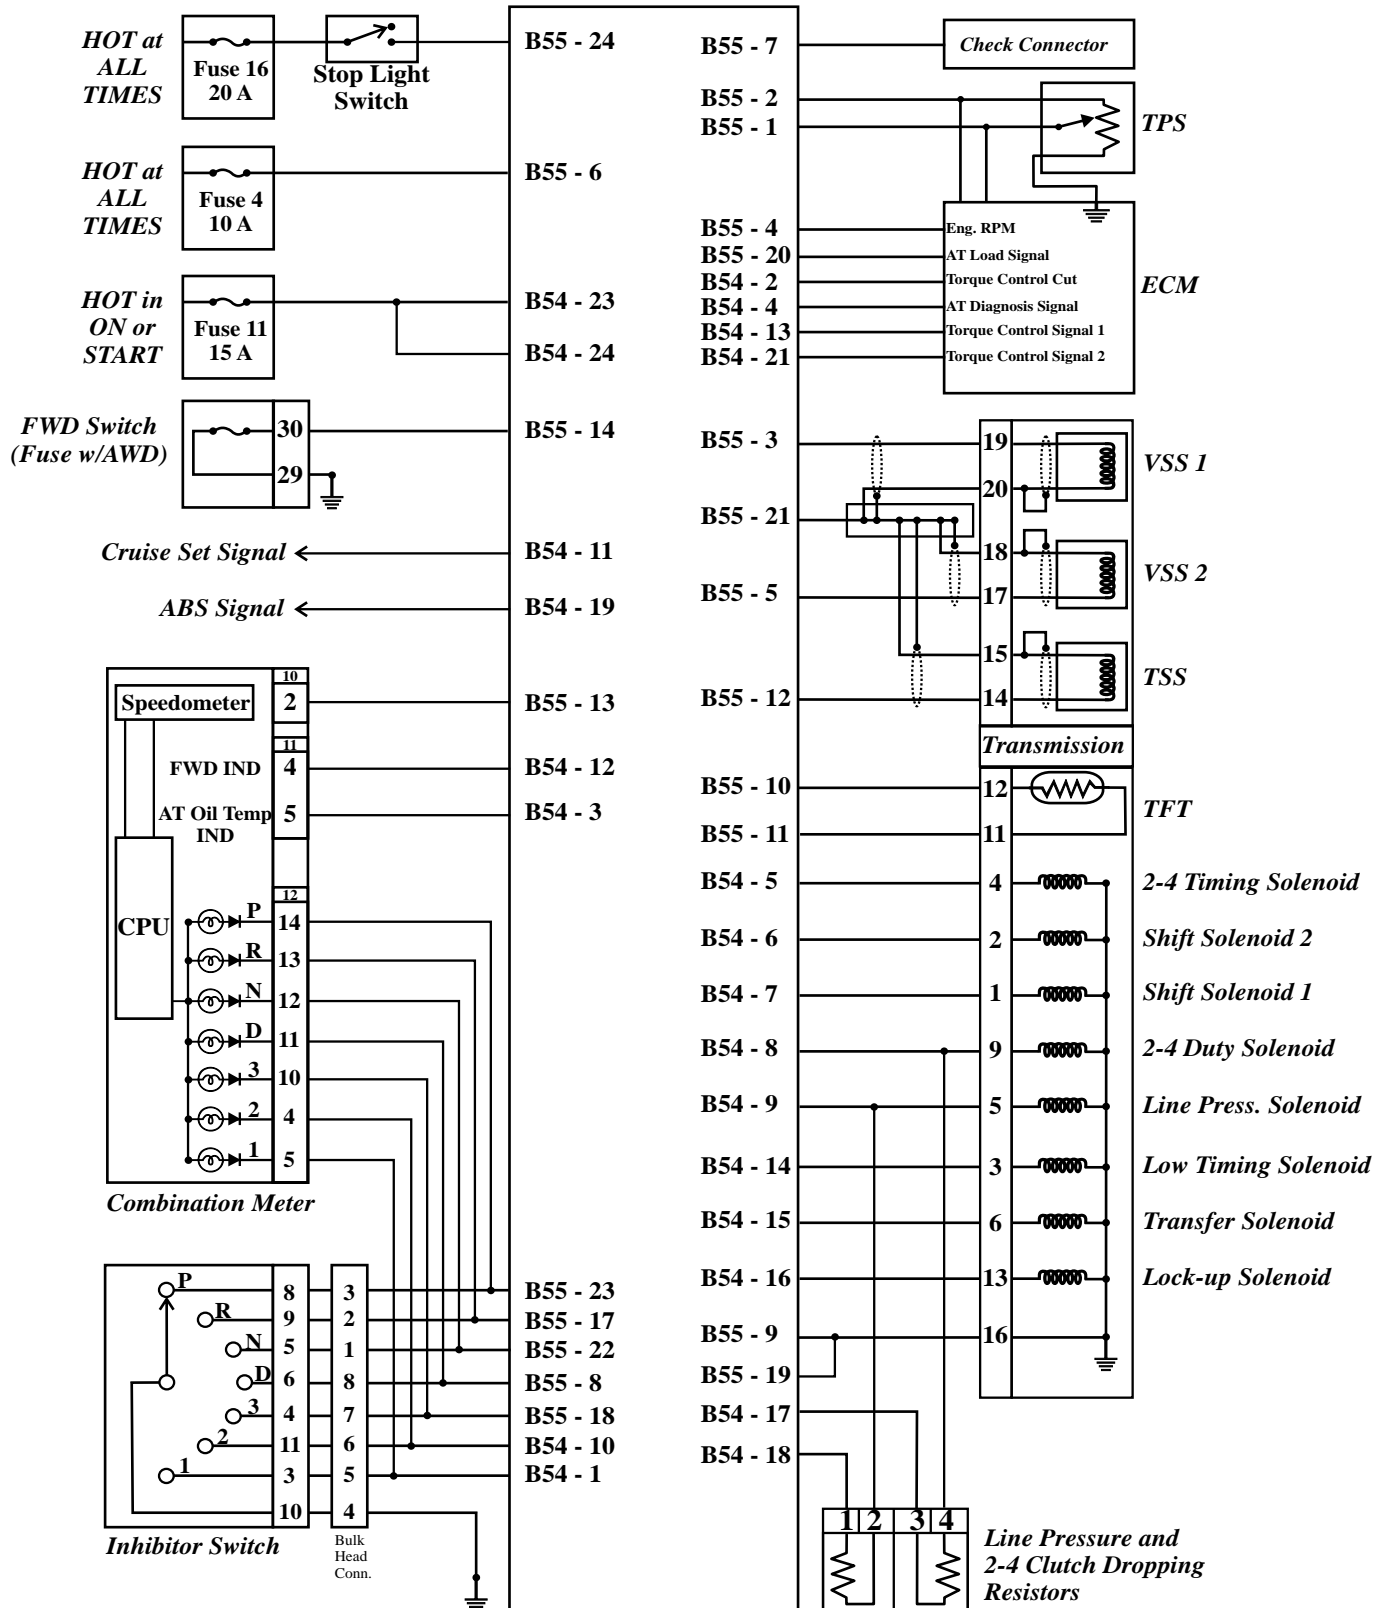 HOT at
ALL
TIMES
Fuse 16
20 A
Stop Light
Switch
B55 - 24
HOT at
ALL
TIMES
Fuse 4
10 A
B55 - 6
HOT in
ON or
START
Fuse 11
15 A
B54 - 23
B54 - 24
FWD Switch
(Fuse w/AWD)
30
29
B55 - 14
Cruise Set Signal
B54 - 11
ABS Signal
B54 - 19
10
Speedometer
2
B55 - 13
11
FWD IND
4
B54 - 12
AT Oil Temp
IND
5
B54 - 3
12
CPU
P
14
R
13
N
12
D
11
3
10
2
4
1
5
Combination Meter
P
8
3
B55 - 23
R
9
2
B55 - 17
N
5
1
B55 - 22
D
6
8
B55 - 8
3
4
7
B55 - 18
2
11
6
B54 - 10
1
3
5
B54 - 1
10
4
Inhibitor Switch
Bulk
Head
Conn.
B55 - 7
Check Connector
B55 - 2
B55 - 1
TPS
B55 - 4
Eng. RPM
B55 - 20
AT Load Signal
B54 - 2
Torque Control Cut
B54 - 4
AT Diagnosis Signal
B54 - 13
Torque Control Signal 1
B54 - 21
Torque Control Signal 2
ECM
B55 - 3
19
20
VSS 1
B55 - 21
18
B55 - 5
17
VSS 2
15
B55 - 12
14
TSS
Transmission
B55 - 10
12
B55 - 11
11
TFT
B54 - 5
4
2-4 Timing Solenoid
B54 - 6
2
Shift Solenoid 2
B54 - 7
1
Shift Solenoid 1
B54 - 8
9
2-4 Duty Solenoid
B54 - 9
5
Line Press. Solenoid
B54 - 14
3
Low Timing Solenoid
B54 - 15
6
Transfer Solenoid
B54 - 16
13
Lock-up Solenoid
B55 - 9
16
B55 - 19
B54 - 17
B54 - 18
1
2
3
4
Line Pressure and
2-4 Clutch Dropping
Resistors